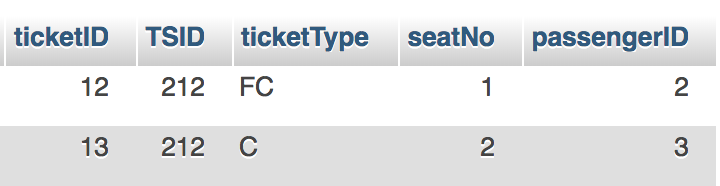 ticketID TSID ticketType seatNo passengerID
12 212 FC 1 2
13 212 C 2 3